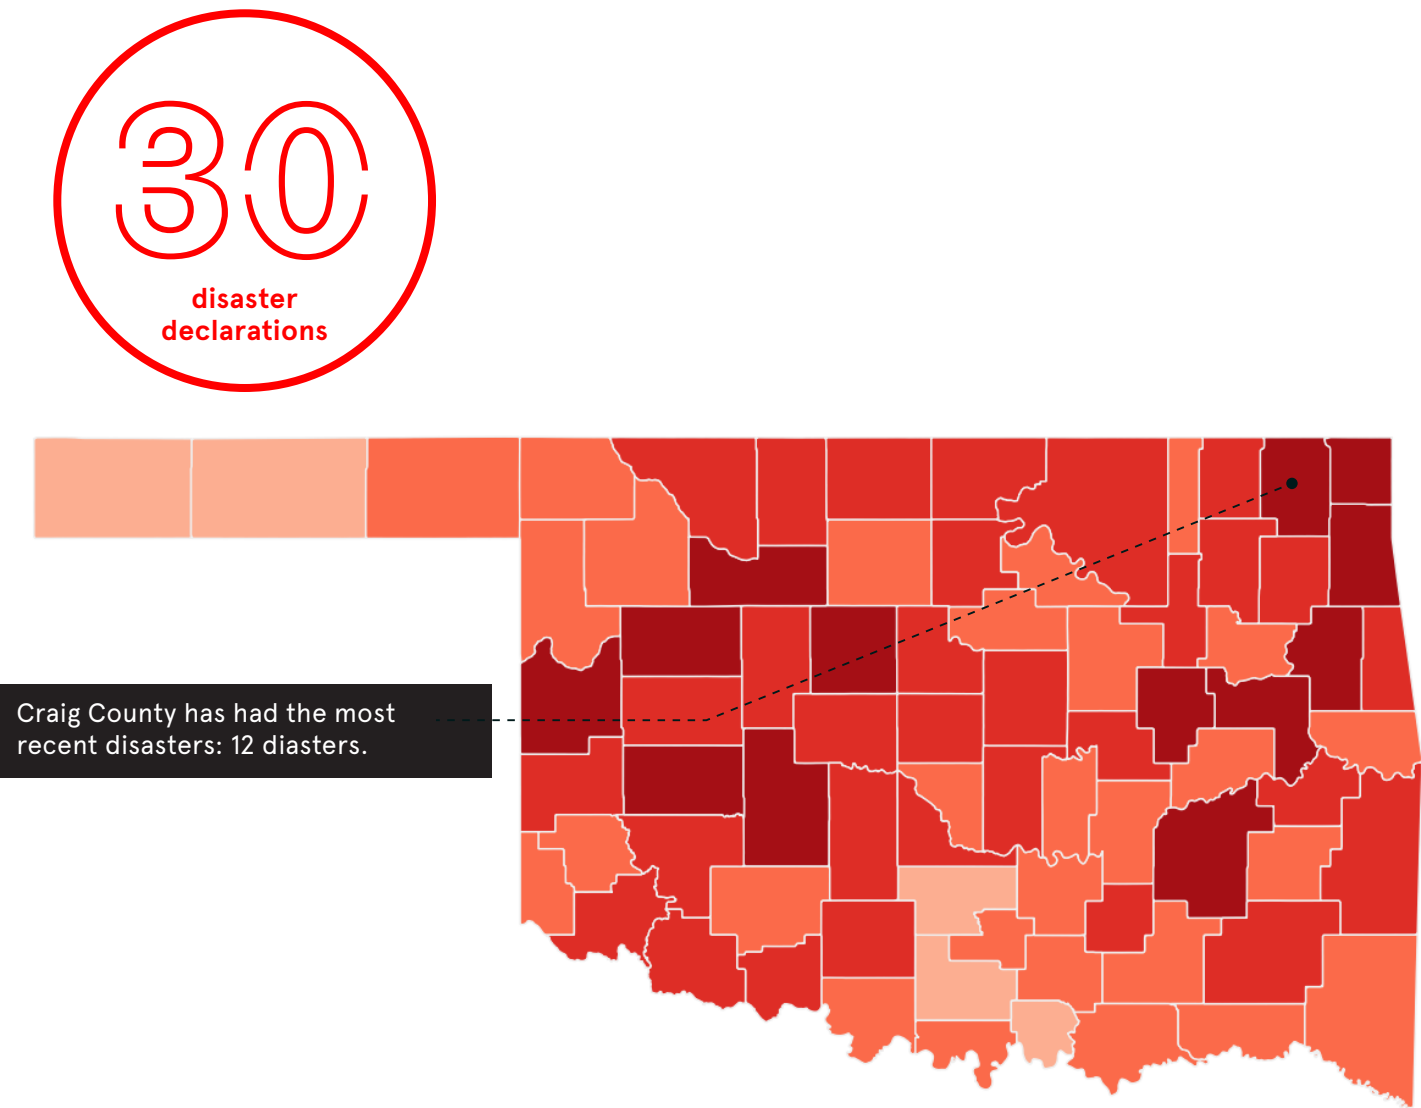 30
disaster
declarations
Craig County has had the most
recent disasters: 12 diasters.